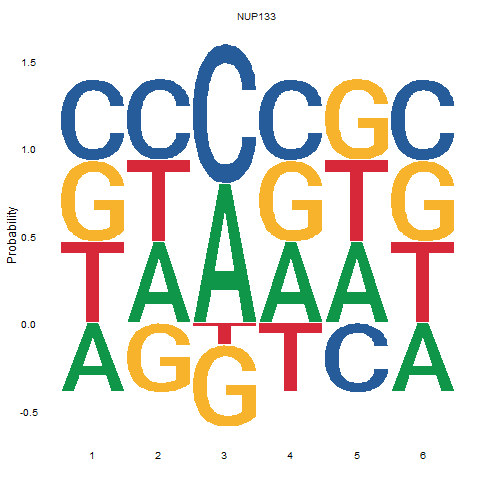 NUP133
1.5
1.0
0.5
0.0
-0.5
Probability
C C C C G C
G T A G T G
T A T A A T
A G G T C A
1 2 3 4 5 6